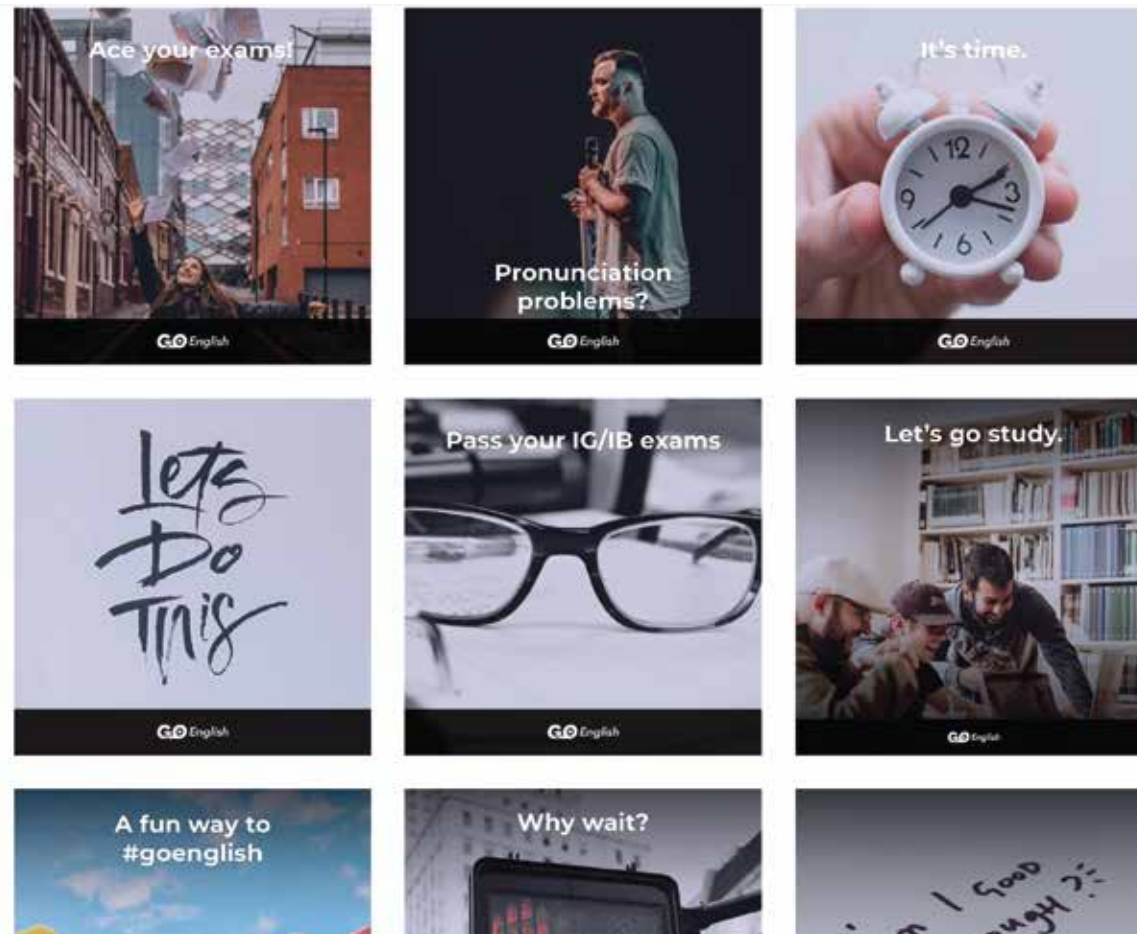 Ace your exams!
GO English
Pronunciation
problems?
GO English
It's time.
12
3
6
9
GO English
Lets
Do
This
GO English
Pass your IG/IB exams
GO English
Let's go study.
GO English
A fun way to
#goenglish
Why wait?
I GOOD